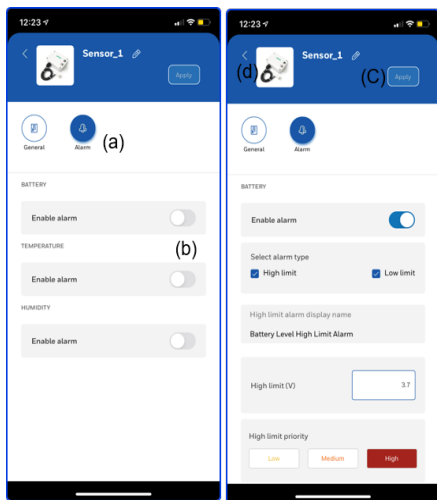 12:23
Sensor_1
Apply
General
Alarm
(a)
BATTERY
Enable alarm
(b)
TEMPERATURE
Enable alarm
HUMIDITY
Enable alarm
12:23
Sensor_1
(d)
(C)
Apply
General
Alarm
BATTERY
Enable alarm
Select alarm type
High limit
Low limit
High limit alarm display name
Battery Level High Limit Alarm
High limit (V)
3.7
High limit priority
Low
Medium
High